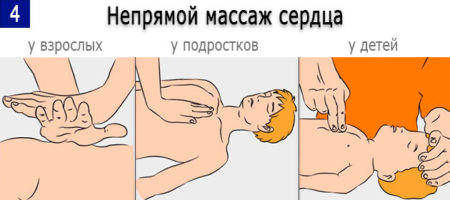 4
Непрямой массаж сердца
у взрослых
у подростков
у детей